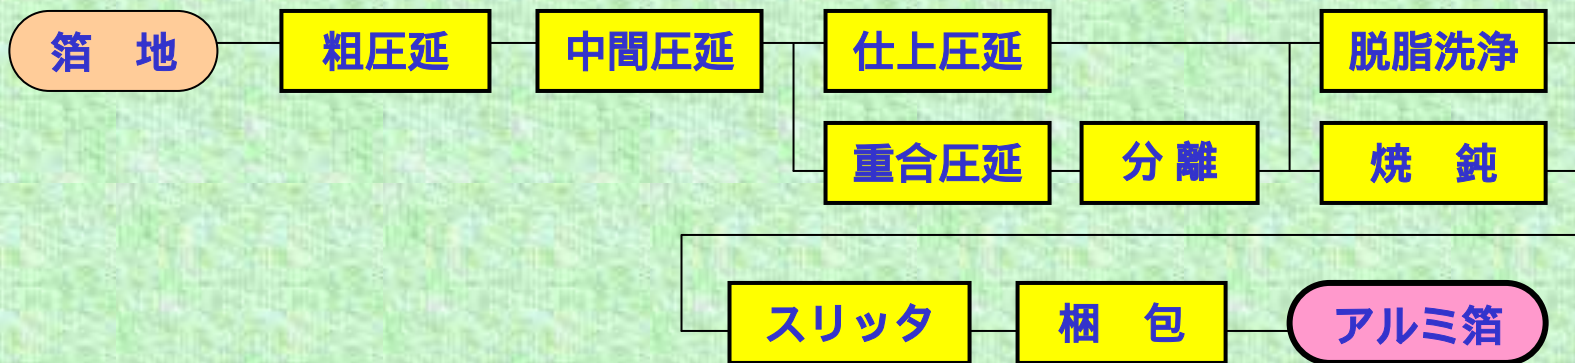 箔 地
粗圧延
中間圧延
仕上圧延
脱脂洗浄
重合圧延
分 離
焼 鈍
スリッタ
梱 包
アルミ箔